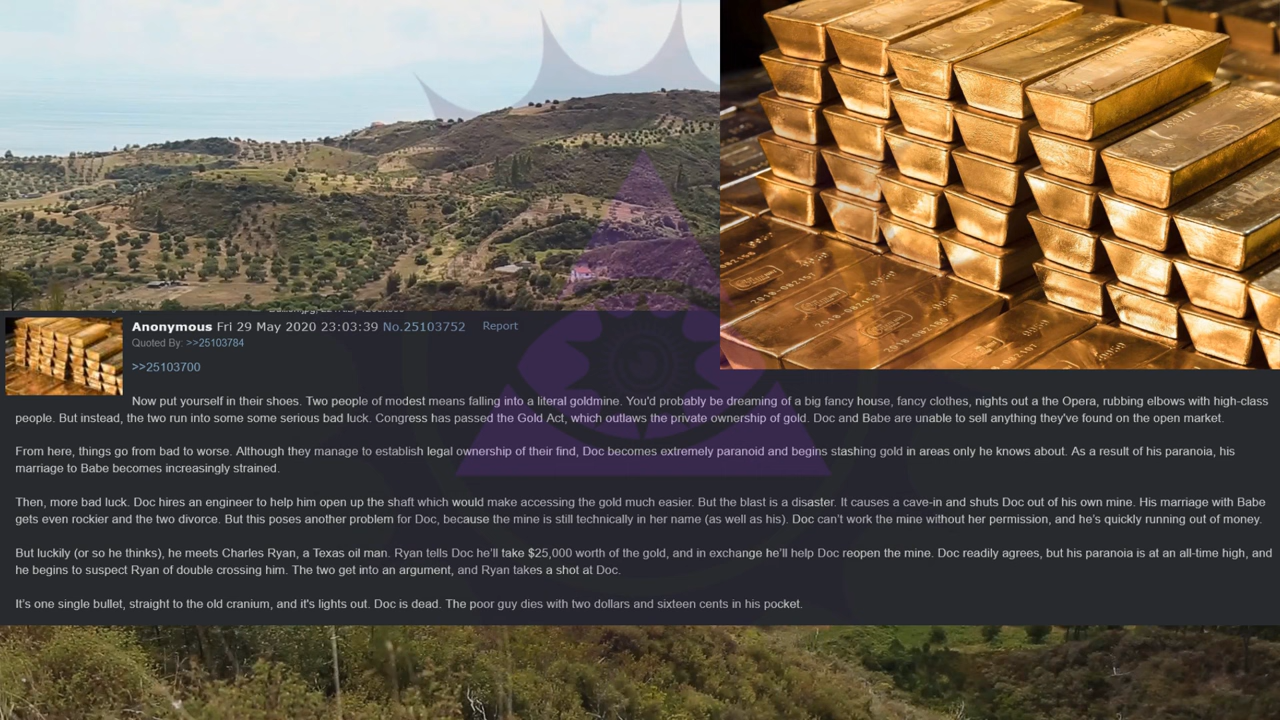 Anonymous Fri 29 May 2020 23:03:39 No.25103752 Report
Quoted By: >>25103784
>>25103700
Now put yourself in their shoes. Two people of modest means falling into a literal goldmine. You'd probably be dreaming of a big fancy house, fancy clothes, nights out a the Opera, rubbing elbows with high-class
people. But instead, the two run into some some serious bad luck. Congress has passed the Gold Act, which outlaws the private ownership of gold. Doc and Babe are unable to sell anything they've found on the open market.
From here, things go from bad to worse. Although they manage to establish legal ownership of their find, Doc becomes extremely paranoid and begins stashing gold in areas only he knows about. As a result of his paranoia, his
marriage to Babe becomes increasingly strained.
Then, more bad luck. Doc hires an engineer to help him open up the shaft which would make accessing the gold much easier. But the blast is a disaster. It causes a cave-in and shuts Doc out of his own mine. His marriage with Babe
gets even rockier and the two divorce. But this poses another problem for Doc, because the mine is still technically in her name (as well as his). Doc can't work the mine without her permission, and he's quickly running out of money.
But luckily (or so he thinks), he meets Charles Ryan, a Texas oil man. Ryan tells Doc he'll take $25,000 worth of the gold, and in exchange he'll help Doc reopen the mine. Doc readily agrees, but his paranoia is at an all-time high, and
he begins to suspect Ryan of double crossing him. The two get into an argument, and Ryan takes a shot at Doc.
It's one single bullet, straight to the old cranium, and it's lights out. Doc is dead. The poor guy dies with two dollars and sixteen cents in his pocket.